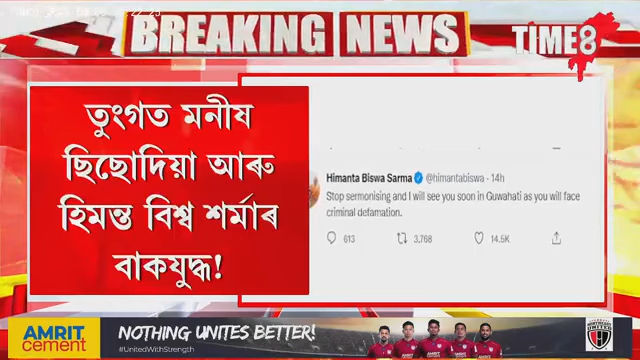 BREAKING NEWS
TIME8
তুংগত মনীষ
ছিছোদিয়া আৰু
হিমন্ত বিশ্ব শৰ্মাৰ
বাকযুদ্ধ!
Himanta Biswa Sarma @himantabiswa · 14h
Stop sermonising and I will see you soon in Guwahati as you will face
criminal defamation.
613 3,768 14.5K
AMRIT
cement
NOTHING UNITES BETTER!
#UnitedWithStrength